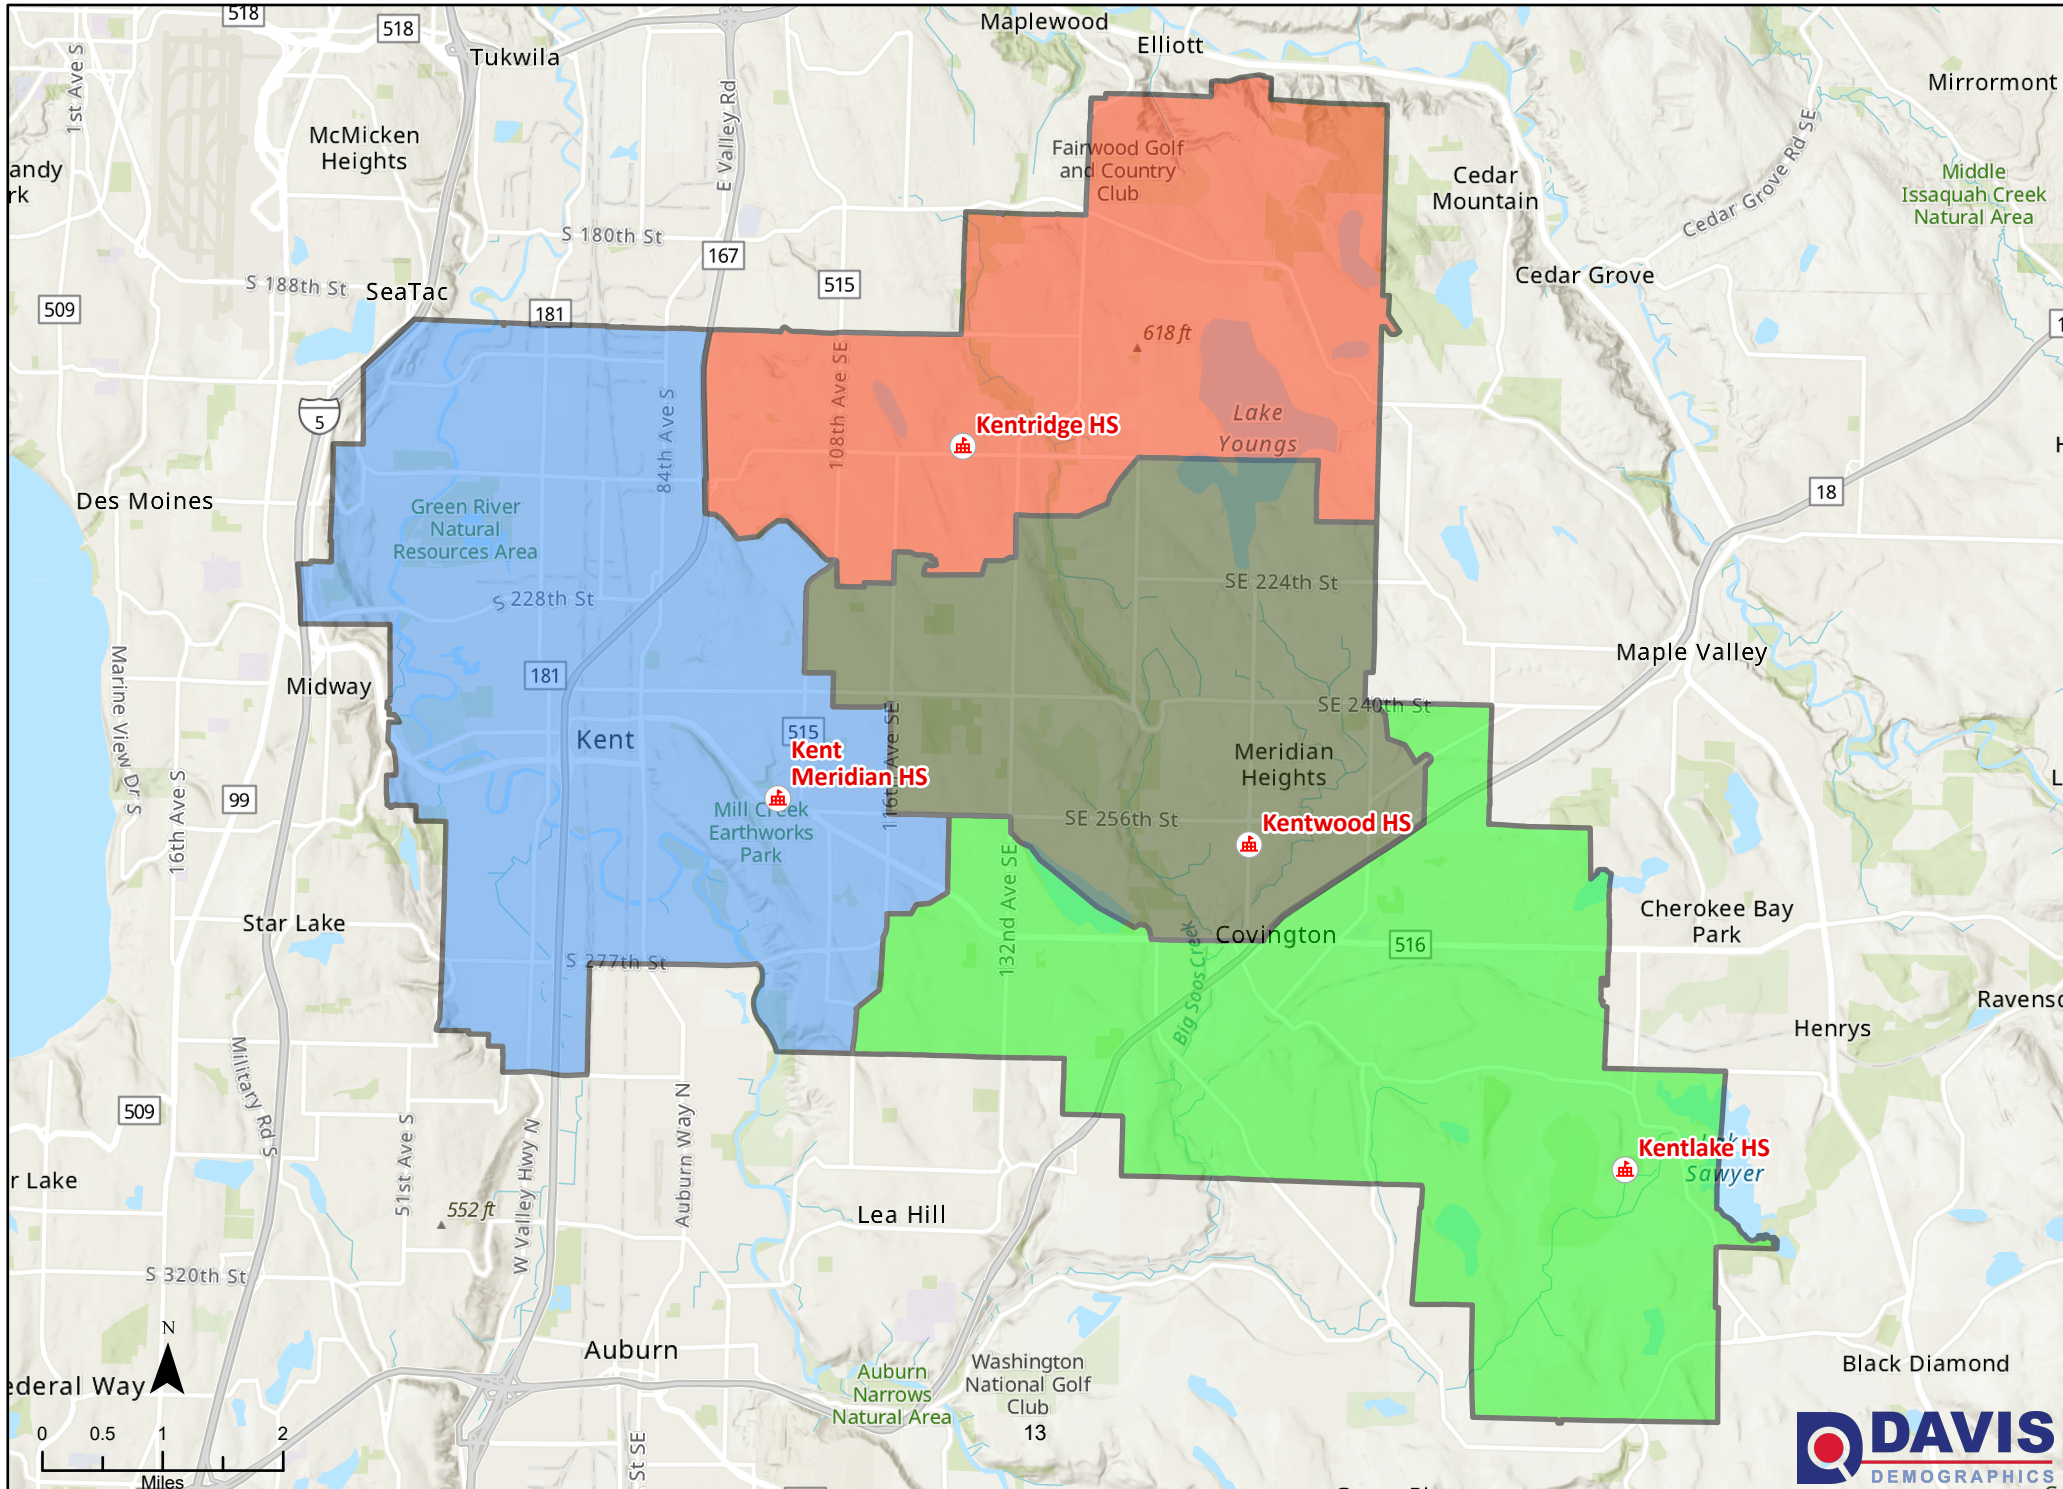 518
518
Tukwila
Maplewood
Elliott
Mirrormont
1st Ave S
McMicken
Heights
E Valley Rd
Fairwood Golf
and Country
Club
Cedar
Mountain
Cedar Grove Rd SE
Middle
Issaquah Creek
Natural Area
andy
rk
S 180th St
167
515
S 188th St
SeaTac
509
181
Cedar Grove
618 ft
5
108th Ave SE
84th Ave S
Kentridge HS
Lake
Youngs
Des Moines
Green River
Natural
Resources Area
18
S 228th St
SE 224th St
Marine View Dr S
Midway
181
Maple Valley
SE 240th St
515
Kent
116th Ave SE
Kent
Meridian HS
Meridian
Heights
16th Ave S
99
Mill Creek
Earthworks
Park
SE 256th St
Kentwood HS
132nd Ave SE
Star Lake
Cherokee Bay
Park
Covington
516
S 277th St
Big Soos Creek
Ravensd
Henrys
Military Rd S
509
51st Ave S
W Valley Hwy N
Auburn Way N
Kentlake HS
Lake
Sawyer
r Lake
552 ft
Lea Hill
S 320th St
N
Auburn
Auburn
Narrows
Natural Area
Washington
National Golf
Club
Black Diamond
ederal Way
0 0.5 1 2
Miles
St SE
13
DAVIS
DEMOGRAPHICS